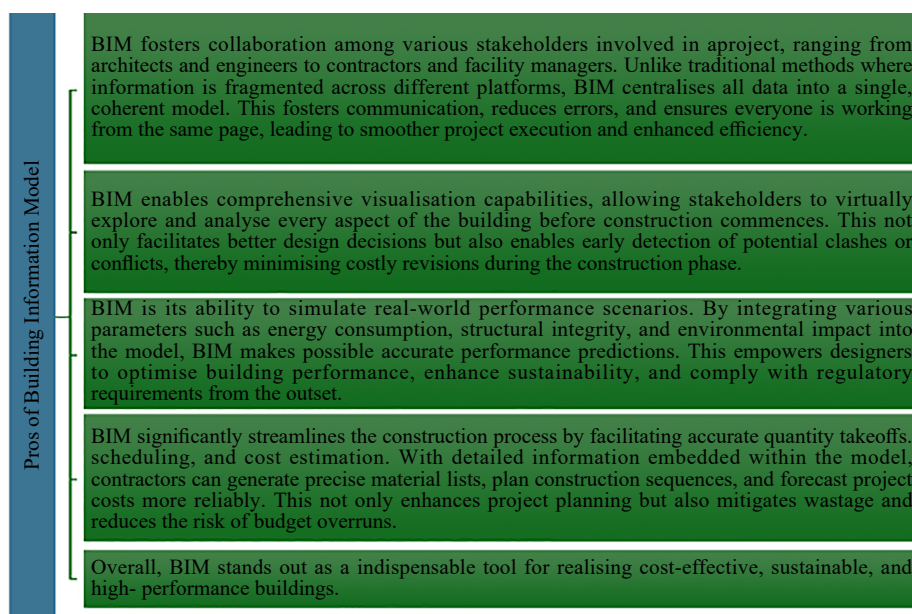 Pros of Building Information Model
BIM fosters collaboration among various stakeholders involved in aproject, ranging from
architects and engineers to contractors and facility managers. Unlike traditional methods where
information is fragmented across different platforms, BIM centralises all data into a single,
coherent model. This fosters communication, reduces errors, and ensures everyone is working
from the same page, leading to smoother project execution and enhanced efficiency.
BIM enables comprehensive visualisation capabilities, allowing stakeholders to virtually
explore and analyse every aspect of the building before construction commences. This not
only facilitates better design decisions but also enables early detection of potential clashes or
conflicts, thereby minimising costly revisions during the construction phase.
BIM is its ability to simulate real-world performance scenarios. By integrating various
parameters such as energy consumption, structural integrity, and environmental impact into
the model, BIM makes possible accurate performance predictions. This empowers designers
to optimise building performance, enhance sustainability, and comply with regulatory
requirements from the outset.
BIM significantly streamlines the construction process by facilitating accurate quantity takeoffs.
scheduling, and cost estimation. With detailed information embedded within the model,
contractors can generate precise material lists, plan construction sequences, and forecast project
costs more reliably. This not only enhances project planning but also mitigates wastage and
reduces the risk of budget overruns.
Overall, BIM stands out as a indispensable tool for realising cost-effective, sustainable, and
high- performance buildings.